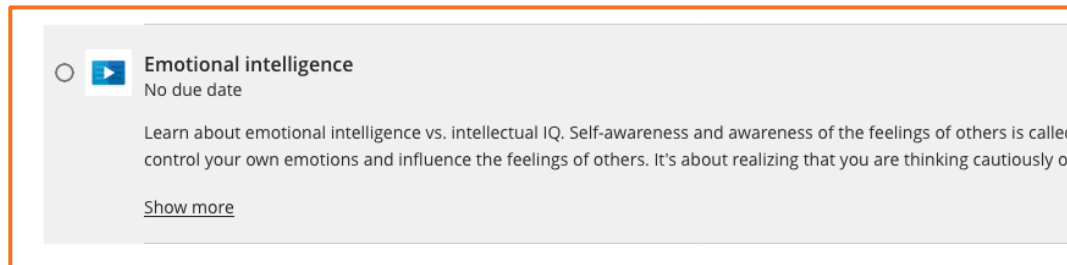 Emotional intelligence
No due date
Learn about emotional intelligence vs. intellectual IQ. Self-awareness and awareness of the feelings of others is called
control your own emotions and influence the feelings of others. It's about realizing that you are thinking cautiously
Show more